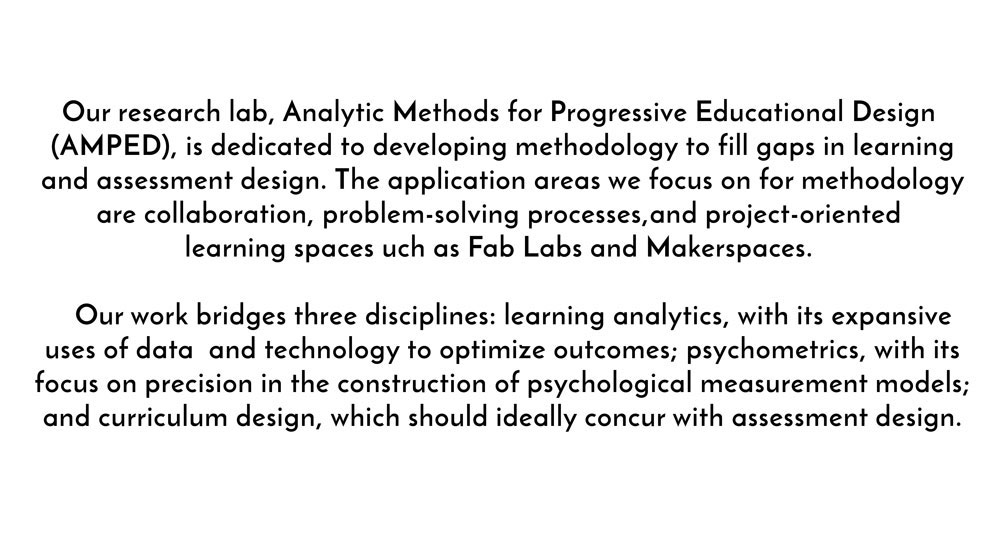 Our research lab, Analytic Methods for Progressive Educational Design
(AMPED), is dedicated to developing methodology to fill gaps in learning
and assessment design. The application areas we focus on for methodology
are collaboration, problem-solving processes,and project-oriented
learning spaces uch as Fab Labs and Makerspaces.
Our work bridges three disciplines: learning analytics, with its expansive
uses of data  and technology to optimize outcomes; psychometrics, with its
focus on precision in the construction of psychological measurement models;
and curriculum design, which should ideally concur with assessment design.